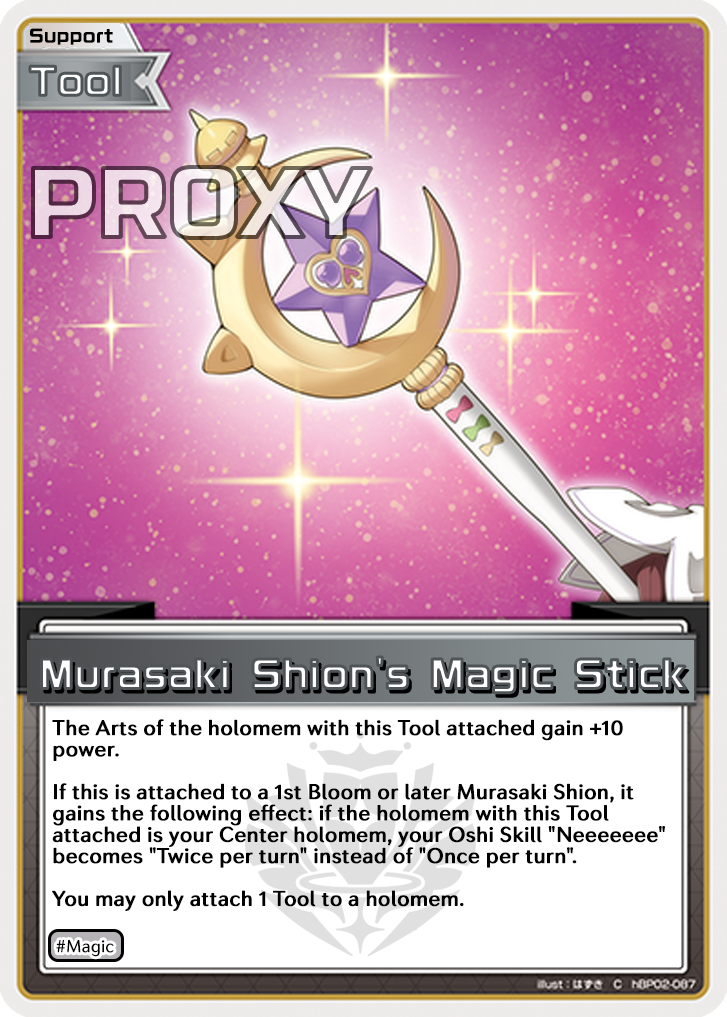 Support
Tool
PROXY
Murasaki Shion's Magic Stick
The Arts of the holomem with this Tool attached gain +10
power.
If this is attached to a 1st Bloom or later Murasaki Shion, it
gains the following effect: if the holomem with this Tool
attached is your Center holomem, your Oshi Skill "Neeeeeee"
becomes "Twice per turn" instead of "Once per turn".
You may only attach 1 Tool to a holomem.
#Magic
illust : はずき C hBP02-087